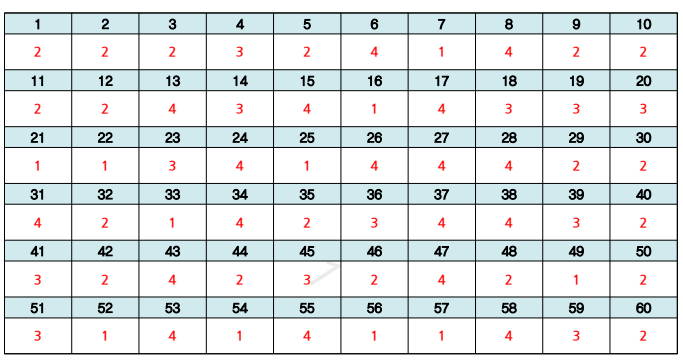 1 2 3 4 5 6 7 8 9 10
2 2 2 3 2 4 1 4 2 2
11 12 13 14 15 16 17 18 19 20
2 2 4 3 4 1 4 3 3 3
21 22 23 24 25 26 27 28 29 30
1 1 3 4 1 4 4 4 2 2
31 32 33 34 35 36 37 38 39 40
4 2 1 4 2 3 4 4 3 2
41 42 43 44 45 46 47 48 49 50
3 2 4 2 3 2 4 2 1 2
51 52 53 54 55 56 57 58 59 60
3 1 4 1 4 1 1 4 3 2